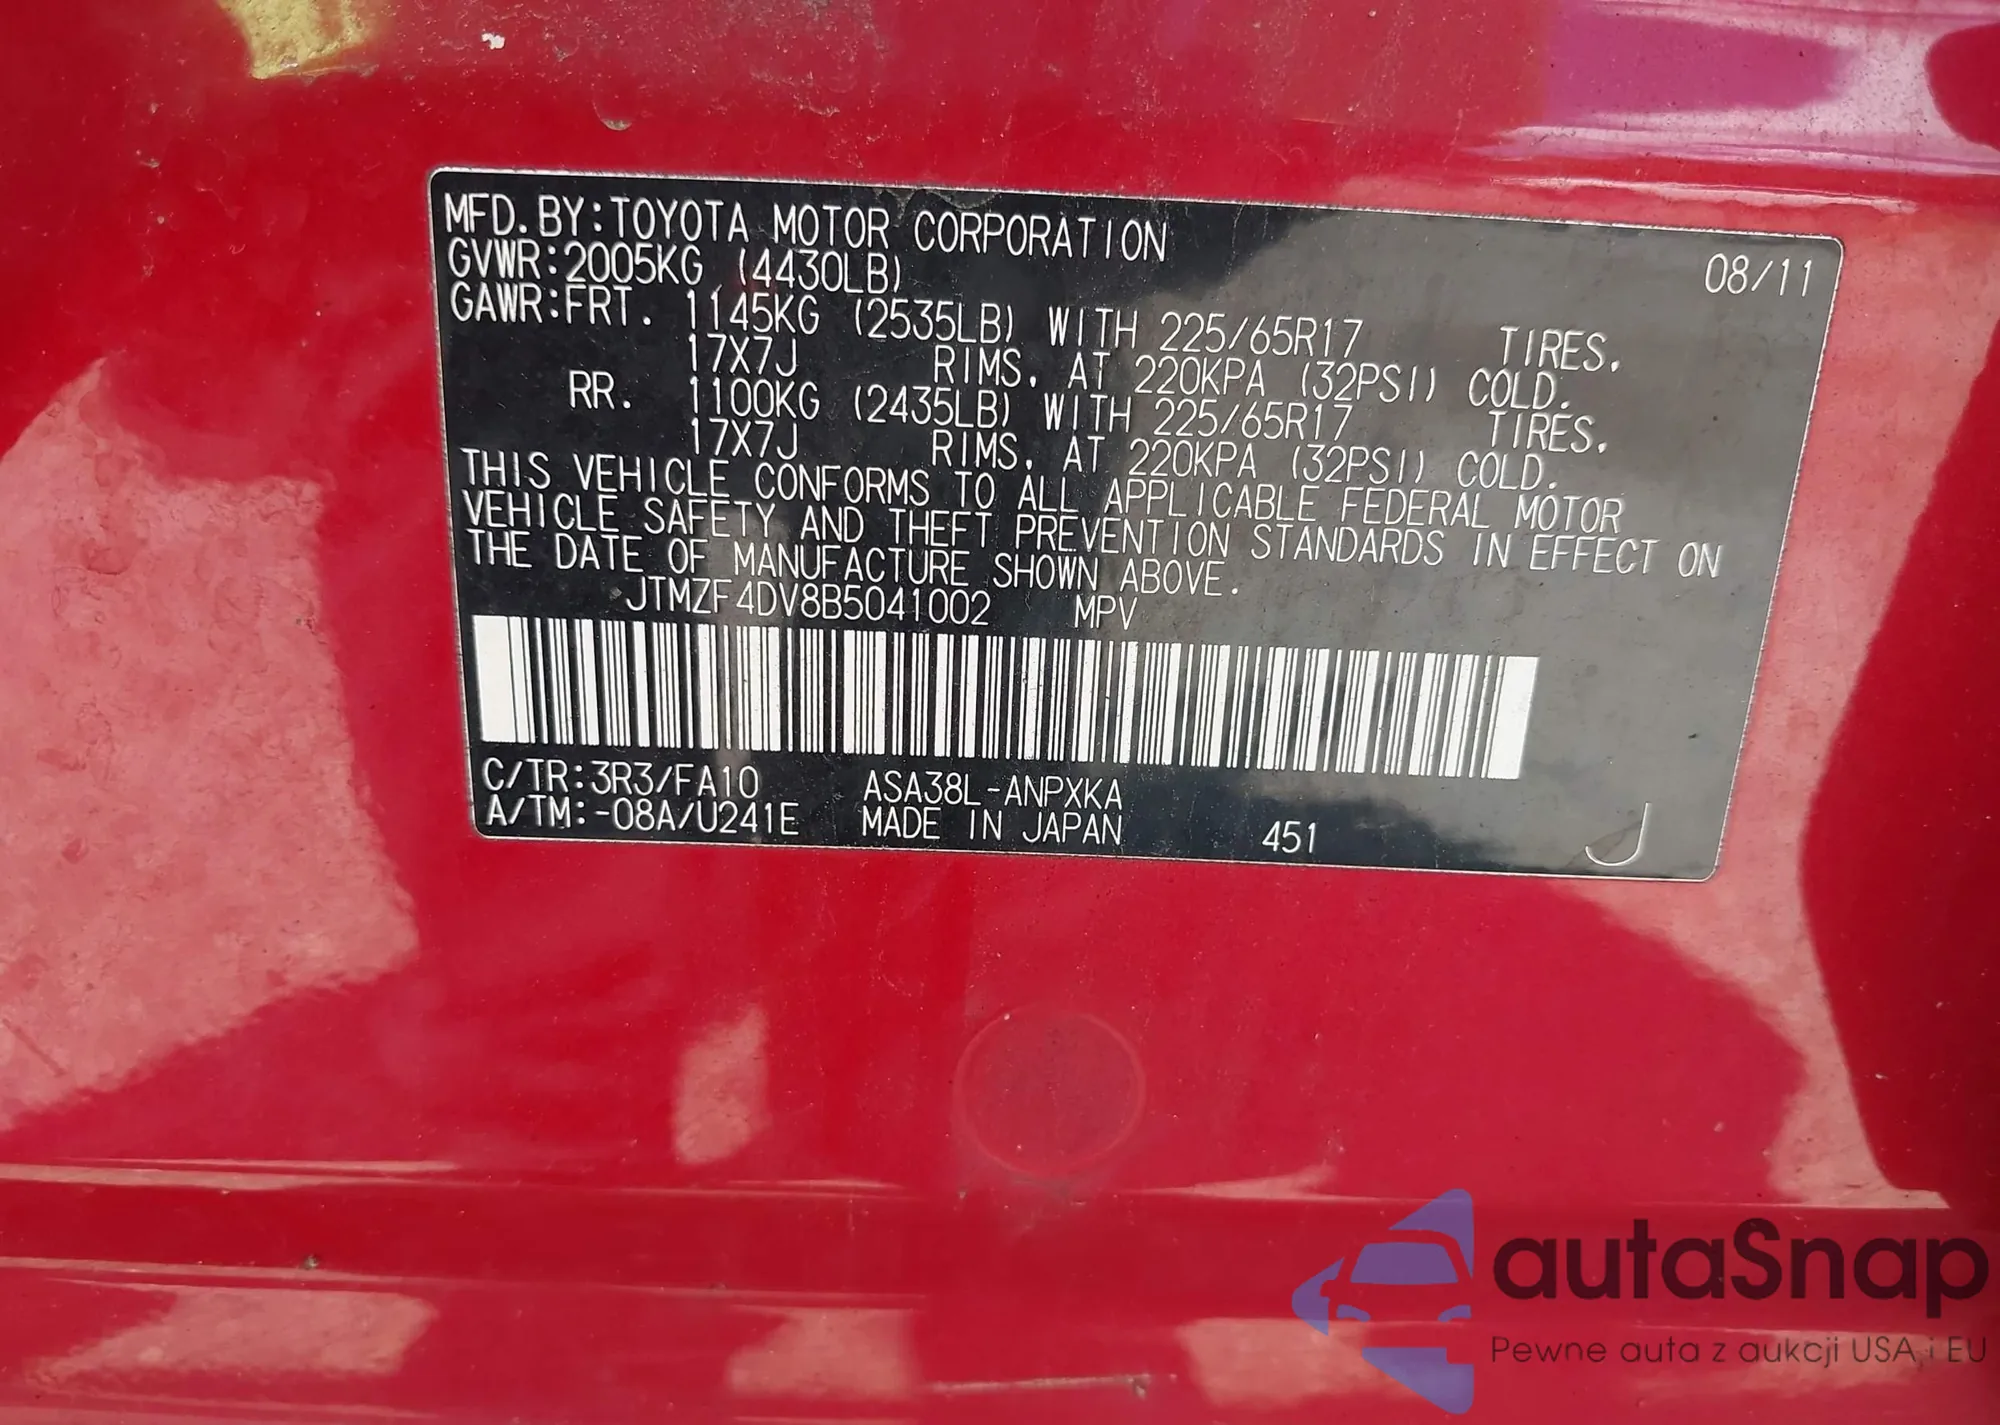 MFD.BY:TOYOTA MOTOR CORPORATION 08/11
GVWR:2005KG (4430LB)
GAWR:FRT. 1145KG (2535LB) WITH 225/65R17 TIRES.
17X7J RIMS, AT 220KPA (32PSI) COLD.
RR. 1100KG (2435LB) WITH 225/65R17 TIRES.
17X7J RIMS, AT 220KPA (32PSI) COLD.
THIS VEHICLE CONFORMS TO ALL APPLICABLE FEDERAL MOTOR
VEHICLE SAFETY AND THEFT PREVENTION STANDARDS IN EFFECT ON
THE DATE OF MANUFACTURE SHOWN ABOVE.
JTMZF4DV8B5041002 MPV
C/TR:3R3/FA10 ASA38L-ANPXKA
A/TM:-08A/U241E MADE IN JAPAN 451 J
autaSnap
Pewne auta z aukcji USA i EU